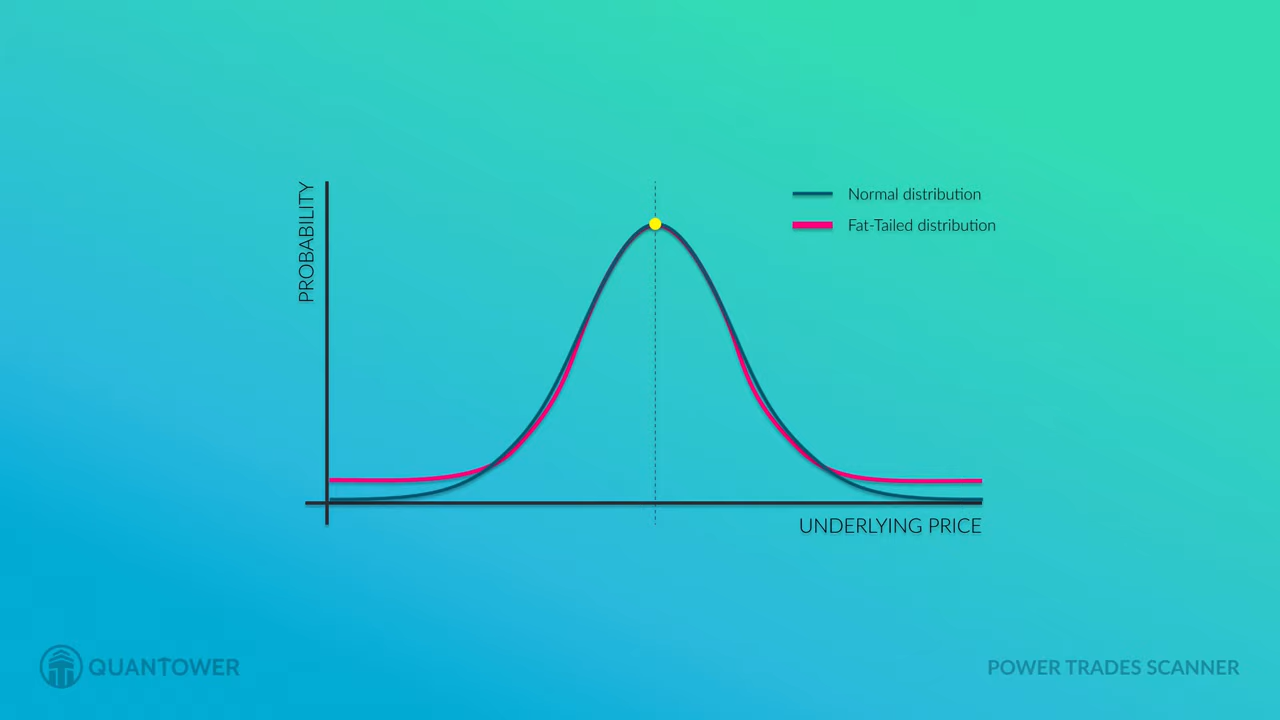 PROBABILITY
Normal distribution
Fat-Tailed distribution
UNDERLYING PRICE
QUANTOWER
POWER TRADES SCANNER